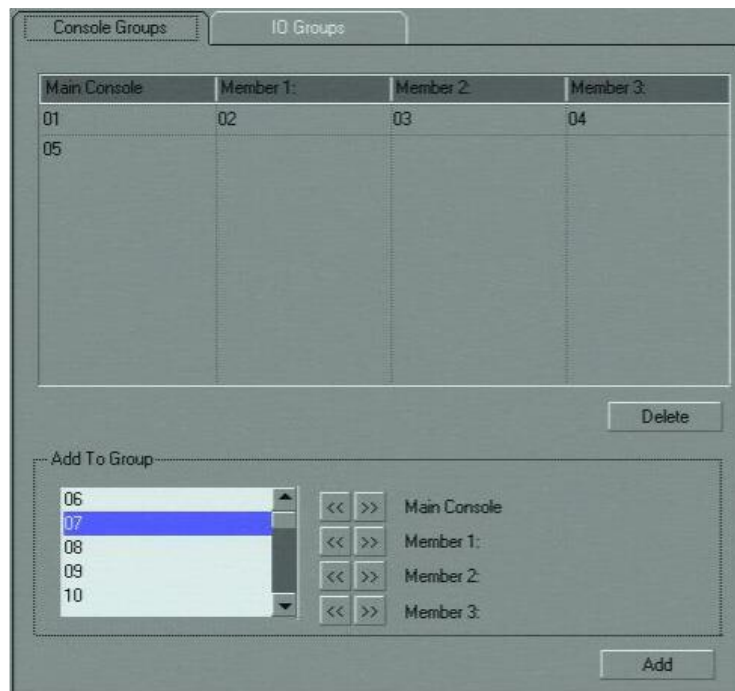 Console Groups IO Groups
Main Console Member 1: Member 2: Member 3:
01 02 03 04
05
Delete
Add To Group
06
07
08
09
10
<< >> Main Console
<< >> Member 1:
<< >> Member 2:
<< >> Member 3:
Add